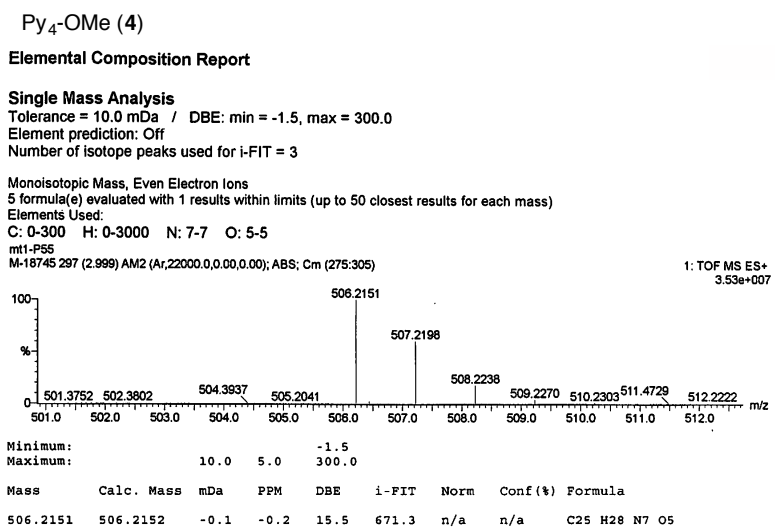 Py4-OMe (4)
Elemental Composition Report
Single Mass Analysis
Tolerance = 10.0 mDa / DBE: min = -1.5, max = 300.0
Element prediction: Off
Number of isotope peaks used for i-FIT = 3
Monoisotopic Mass, Even Electron Ions
5 formula(e) evaluated with 1 results within limits (up to 50 closest results for each mass)
Elements Used:
C: 0-300 H: 0-3000 N: 7-7 O: 5-5
mt1-P55
M-18745 297 (2.999) AM2 (Ar,22000.0,0.00,0.00); ABS; Cm (275:305)
1: TOF MS ES+
3.53e+007
100
%
0
501.3752 502.3802 504.3937 505.2041 506.2151 507.2198 508.2238 509.2270 510.2303 511.4729 512.2222
m/z
501.0 502.0 503.0 504.0 505.0 506.0 507.0 508.0 509.0 510.0 511.0 512.0
Minimum: -1.5
Maximum: 10.0 5.0 300.0
Mass Calc. Mass mDa PPM DBE i-FIT Norm Conf(%) Formula
506.2151 506.2152 -0.1 -0.2 15.5 671.3 n/a n/a C25 H28 N7 O5